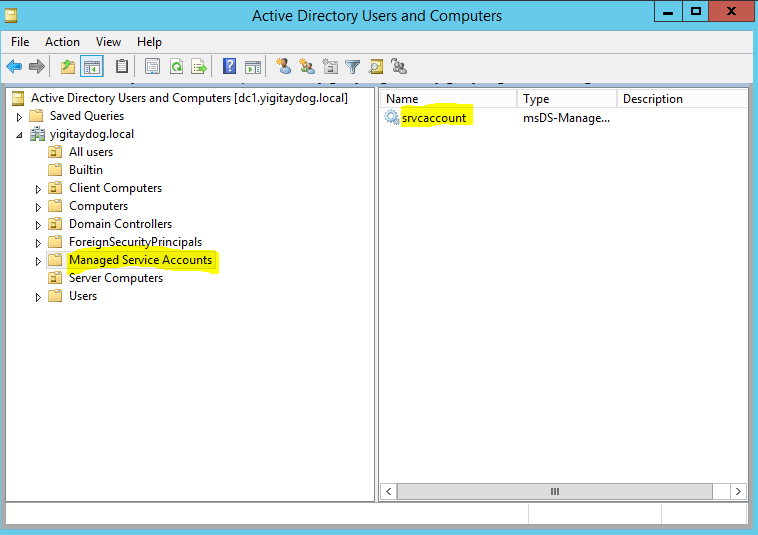 Active Directory Users and Computers
File Action View Help
Active Directory Users and Computers [dc1.yigitaydog.local]
Saved Queries
yigitaydog.local
All users
Builtin
Client Computers
Computers
Domain Controllers
ForeignSecurityPrincipals
Managed Service Accounts
Server Computers
Users
Name Type Description
srvcaccount msDS-Manage...